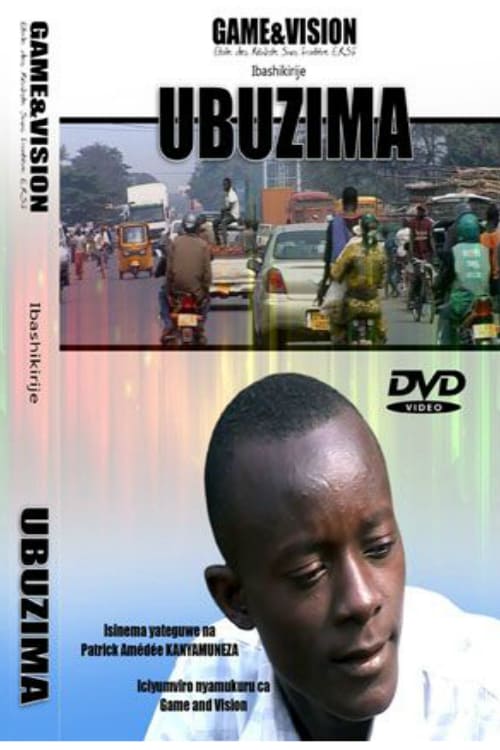 GAME&VISION
Ibashikirije
UBUZIMA
GAME&VISION
Ibashikirije
UBUZIMA
DVD
VIDEO
Isinema yateguwe na
Patrick Amédée KANYAMUNEZA
Iciyumviro nyamukuru ca
Game and Vision